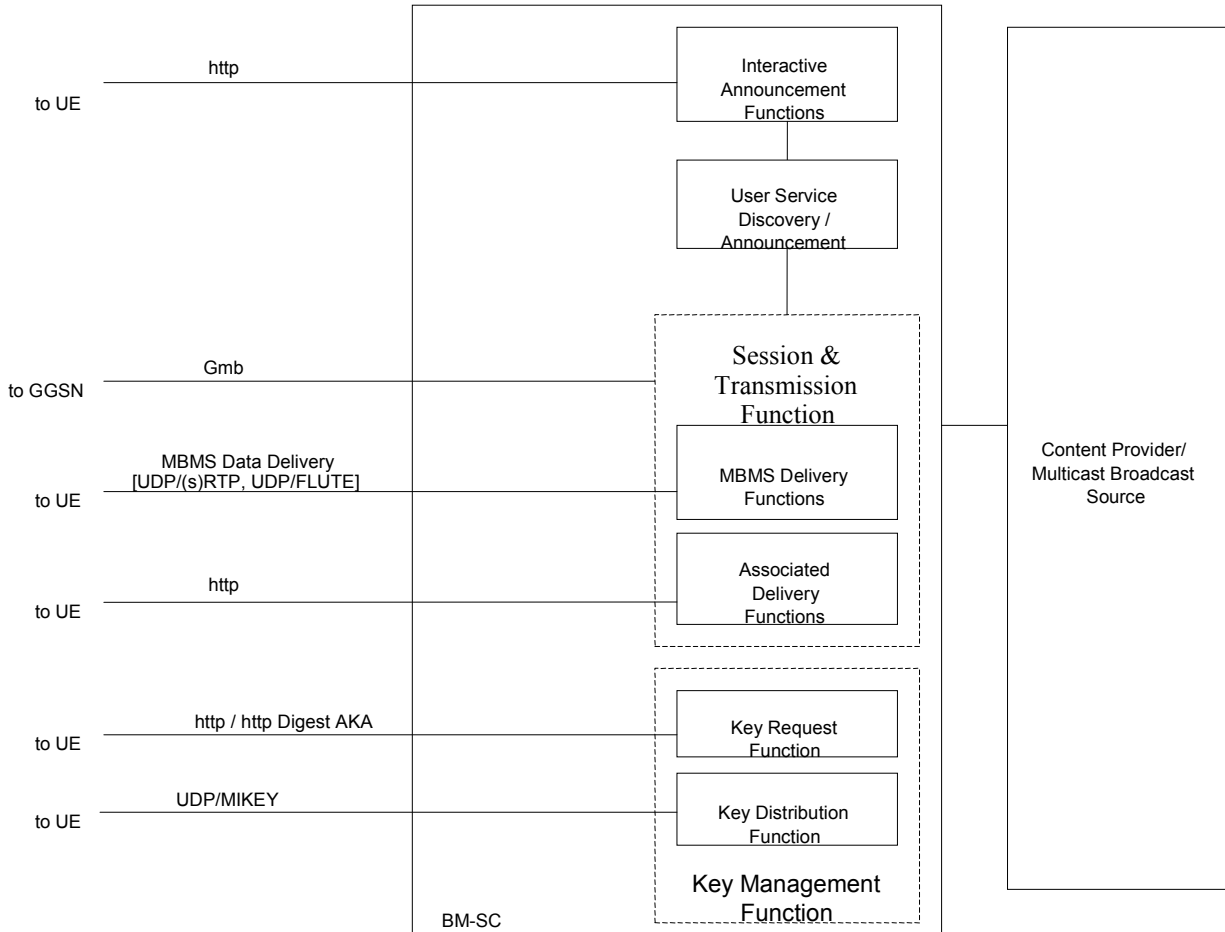 http
to UE
Interactive
Announcement
Functions
User Service
Discovery /
Announcement
Gmb
to GGSN
Session &
Transmission
Function
MBMS Data Delivery
[UDP/(s)RTP, UDP/FLUTE]
to UE
MBMS Delivery
Functions
Content Provider/
Multicast Broadcast
Source
http
to UE
Associated
Delivery
Functions
http / http Digest AKA
to UE
Key Request
Function
UDP/MIKEY
to UE
Key Distribution
Function
Key Management
Function
BM-SC